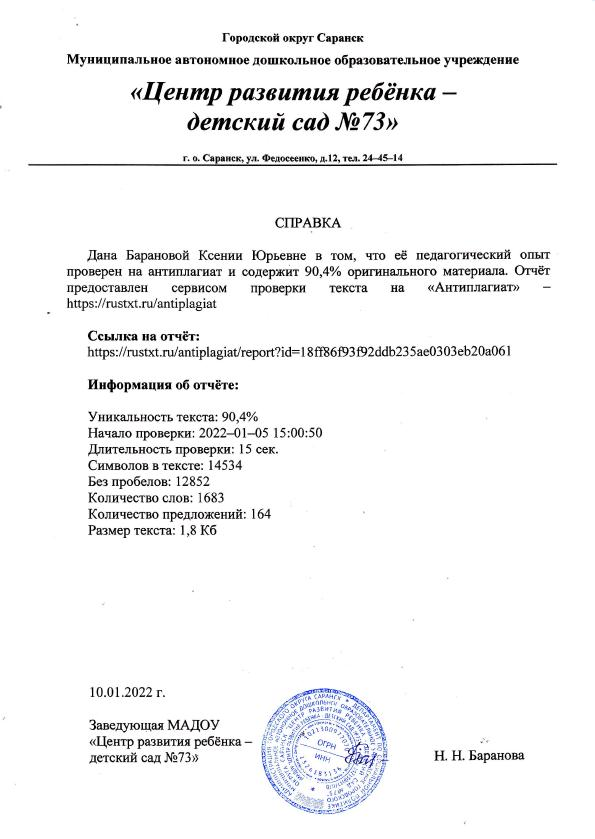 Городской округ Саранск
Муниципальное автономное дошкольное образовательное учреждение
«Центр развития ребёнка –
детский сад №73»
г. о. Саранск, ул. Федосеенко, д.12, тел. 24–45–14
СПРАВКА
Дана Барановой Ксении Юрьевне в том, что её педагогический опыт
проверен на антиплагиат и содержит 90,4% оригинального материала. Отчёт
предоставлен сервисом проверки текста на «Антиплагиат» –
https://rustxt.ru/antiplagiat
Ссылка на отчёт:
https://rustxt.ru/antiplagiat/report?id=18ff86f93f92ddb235ae0303eb20a061
Информация об отчёте:
Уникальность текста: 90,4%
Начало проверки: 2022–01–05 15:00:50
Длительность проверки: 15 сек.
Символов в тексте: 14534
Без пробелов: 12852
Количество слов: 1683
Количество предложений: 164
Размер текста: 1,8 Кб
10.01.2022 г.
Заведующая МАДОУ
«Центр развития ребёнка –
детский сад №73»
Н. Н. Баранова
ОГРН
ИНН